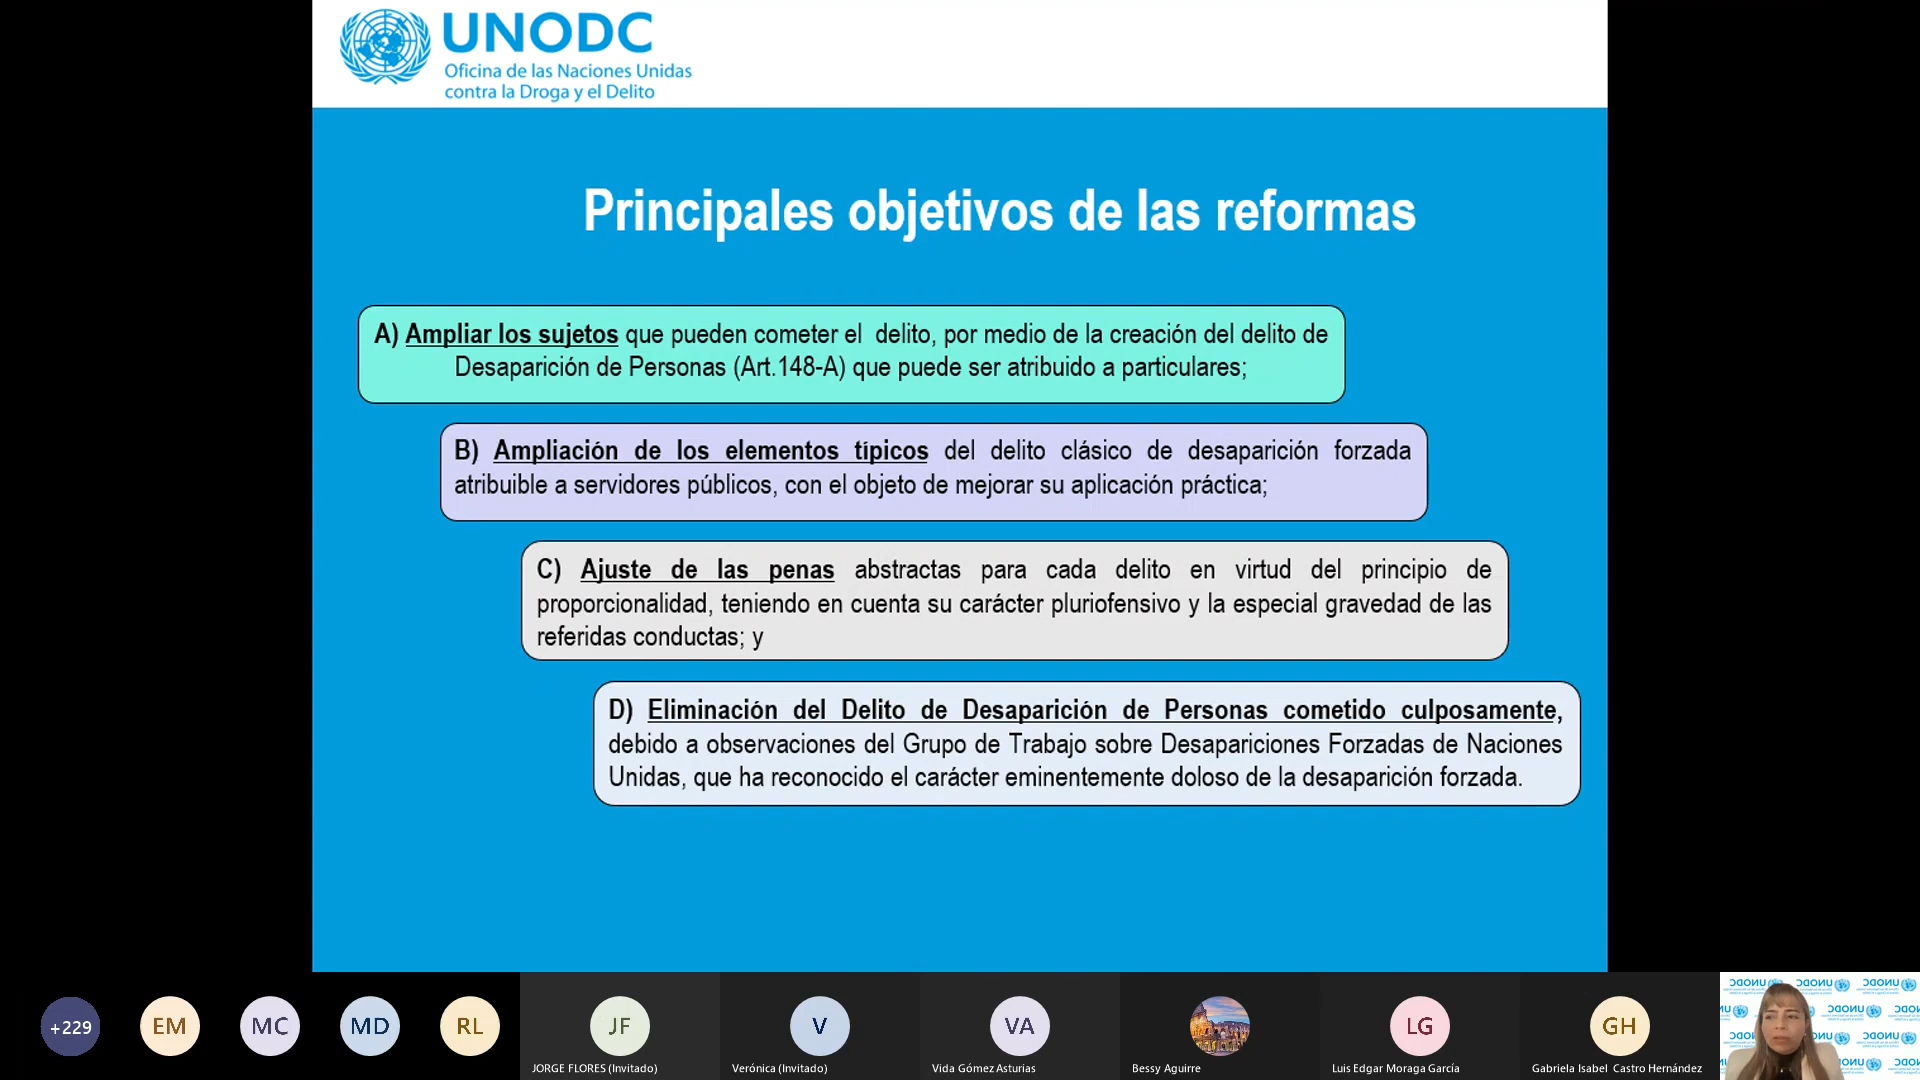 UNODC
Oficina de las Naciones Unidas
contra la Droga y el Delito
Principales objetivos de las reformas
A) Ampliar los sujetos que pueden cometer el delito, por medio de la creación del delito de
Desaparición de Personas (Art.148-A) que puede ser atribuido a particulares;
B) Ampliación de los elementos típicos del delito clásico de desaparición forzada
atribuible a servidores públicos, con el objeto de mejorar su aplicación práctica;
C) Ajuste de las penas abstractas para cada delito en virtud del principio de
proporcionalidad, teniendo en cuenta su carácter pluriofensivo y la especial gravedad de las
referidas conductas; y
D) Eliminación del Delito de Desaparición de Personas cometido culposamente,
debido a observaciones del Grupo de Trabajo sobre Desapariciones Forzadas de Naciones
Unidas, que ha reconocido el carácter eminentemente doloso de la desaparición forzada.
+229 EM MC MD RL JF V VA LG GH
JORGE FLORES (Invitado) Verónica (Invitado) Vida Gómez Asturias Bessy Aguirre Luis Edgar Moraga García Gabriela Isabel Castro Hernández